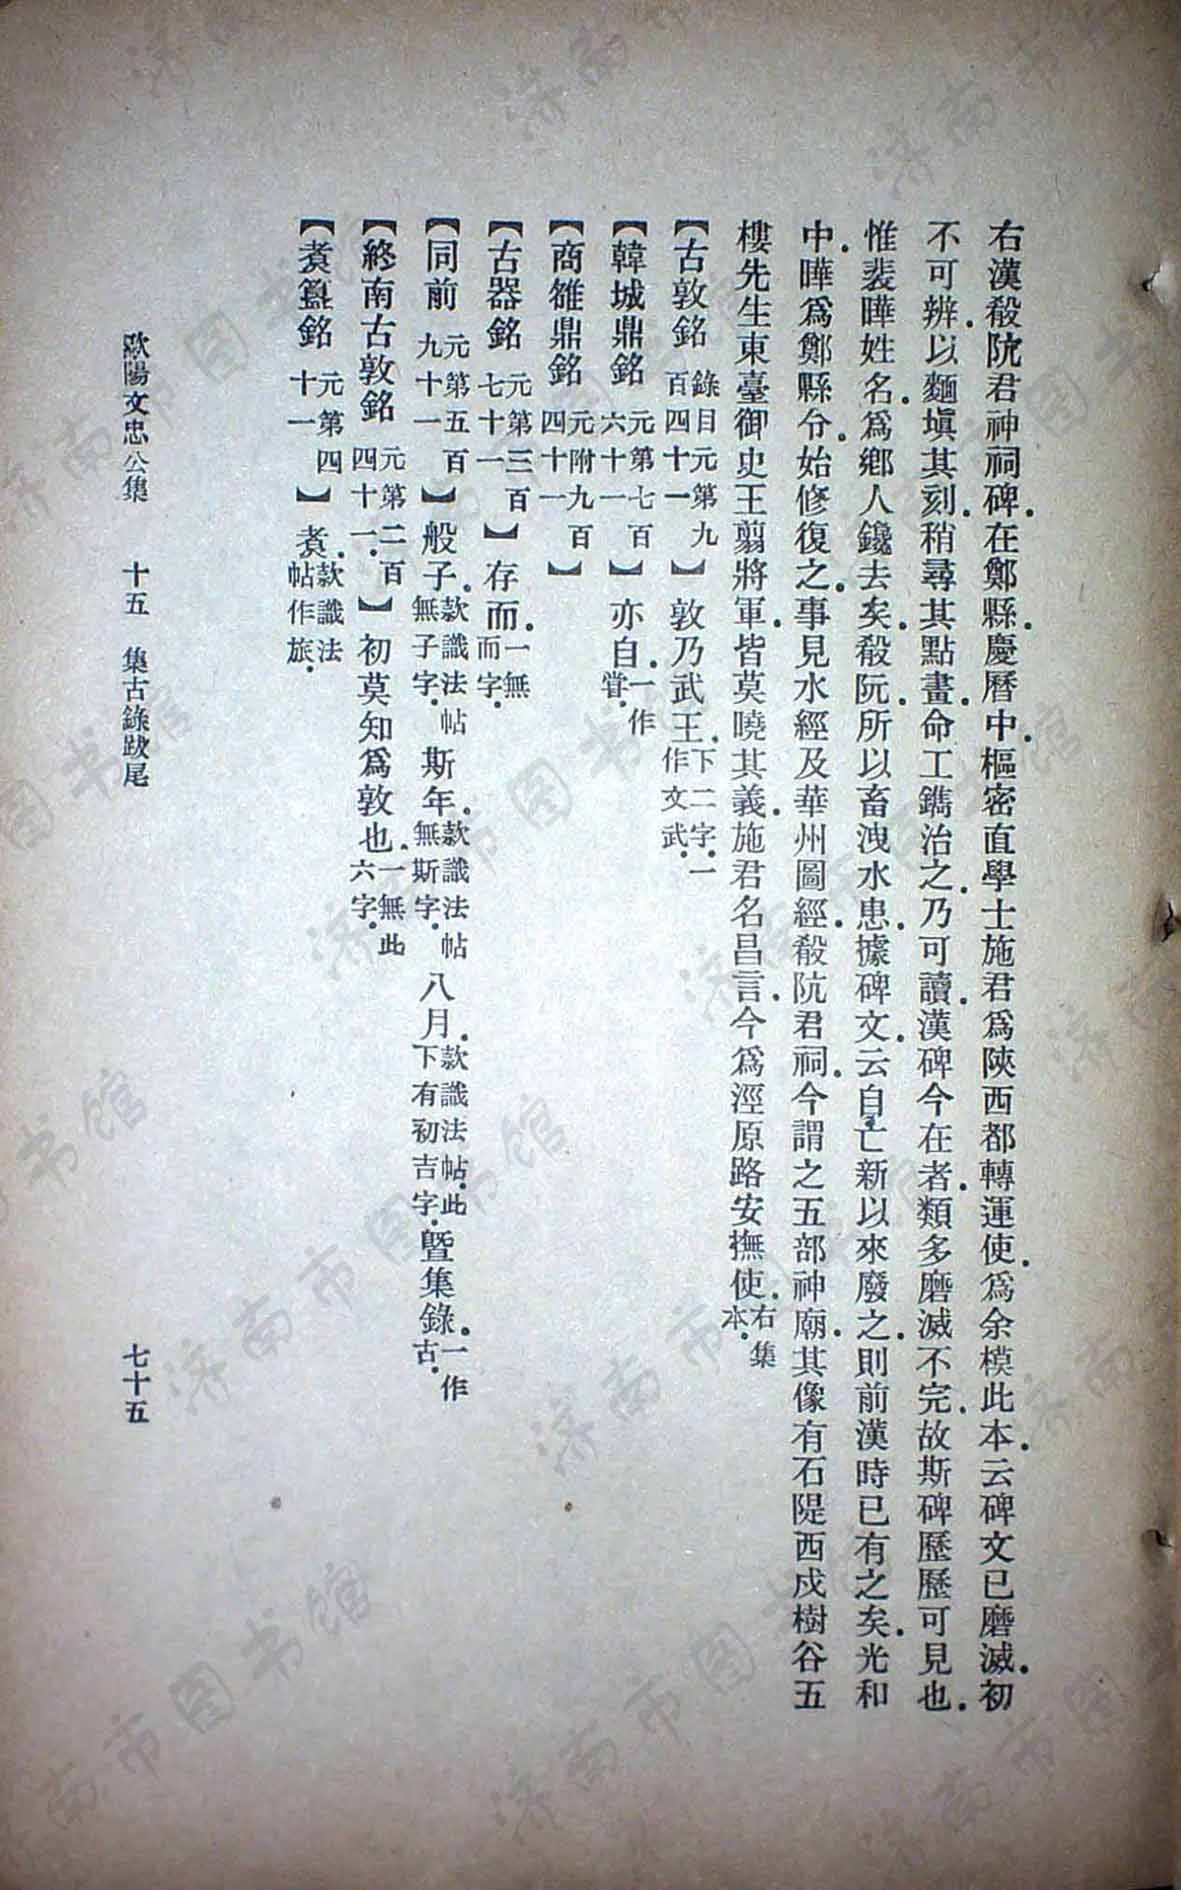 右漢殽阬君神祠碑.在鄭縣.慶曆中.樞密直學士施君爲陝西都轉運使.爲余模此本.云碑文已磨滅.初
不可辨.以麵塡其刻.稍尋其點畫.命工鐫治之.乃可讀.漢碑今在者.類多磨滅不完.故斯碑歷歷可見也.
惟裴曄姓名.爲鄉人鑱去矣.殽阬.所以畜洩水患.據碑文.云自亡新以來廢之.則前漢時已有之矣.光和
中.曄爲鄭縣令.始修復之.事見水經及華州圖經.殽阬君祠.今謂之五部神廟.其像有石隄西戍樹谷五
樓先生東臺御史王翦將軍.皆莫曉其義.施君名昌言.今爲涇原路安撫使.右集本.
【古敦銘 錄目元第九百四十一】敦乃武王.下二字.一作文武.
【韓城鼎銘 元第七百六十一】亦自.一作嘗.
【商雒鼎銘 元附九百四十一】
【古器銘 元第三百七十一】存而.一無而字.
【同前 元第五百九十一】般子.款識法帖無子字. 斯年.款識法帖無斯字. 八月.款識法帖.此下有初吉字.曁集錄.一作古.
【終南古敦銘 元第二百四十一.】初莫知爲敦也.一無此六字.
【煑簋銘 元第四十一】煑.款識法帖作旅.
歐陽文忠公集 十五 集古錄跋尾 七十五
济南市图书馆